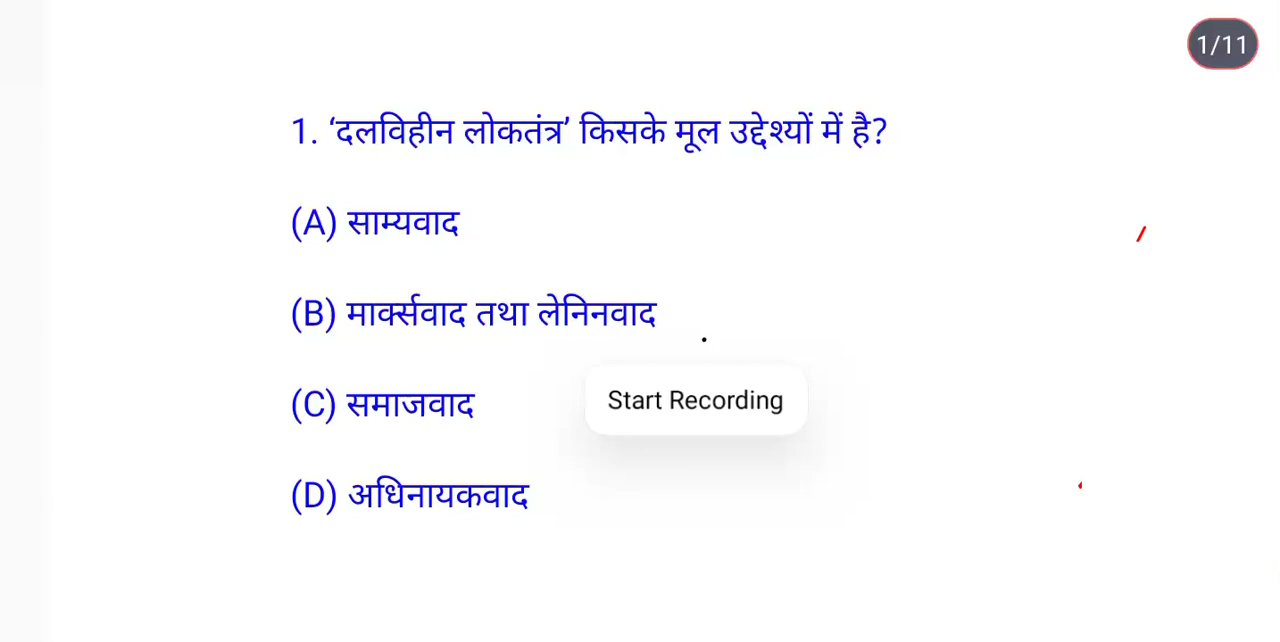 1/11
1. ‘दलविहीन लोकतंत्र’ किसके मूल उद्देश्यों में है?
(A) साम्यवाद
(B) मार्क्सवाद तथा लेनिनवाद
(C) समाजवाद
Start Recording
(D) अधिनायकवाद